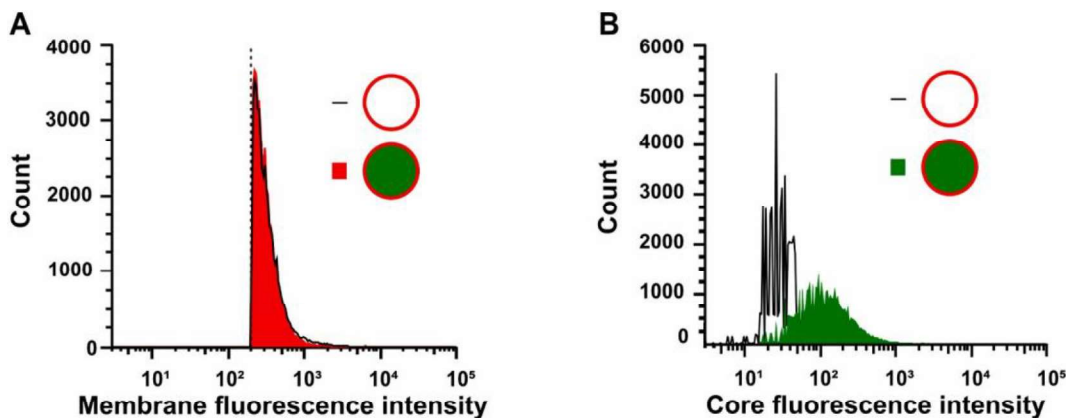 A
4000
3000
2000
1000
0
Count
10¹ 10² 10³ 10⁴ 10⁵
Membrane fluorescence intensity
B
6000
5000
4000
3000
2000
1000
0
Count
10¹ 10² 10³ 10⁴ 10⁵
Core fluorescence intensity